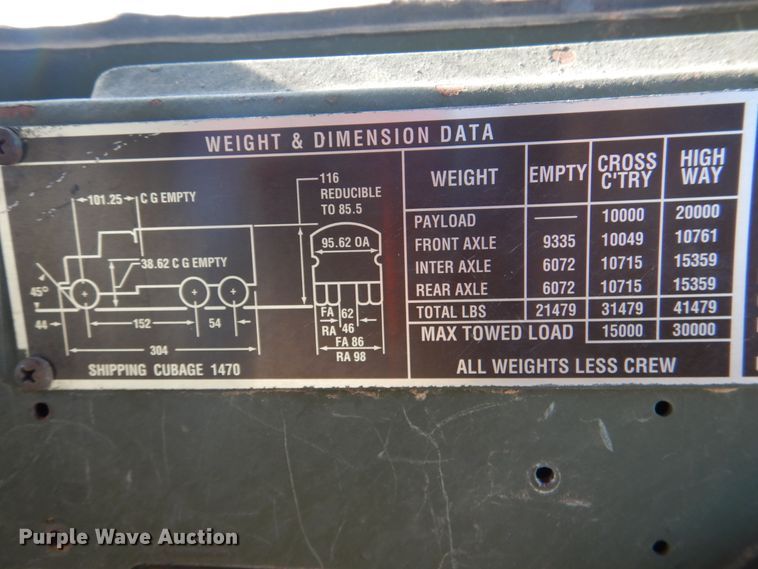 WEIGHT & DIMENSION DATA
101.25 C G EMPTY
116
REDUCIBLE
TO 85.5
95.62 OA
38.62 C G EMPTY
45°
44
152
54
304
FA 62
RA 46
FA 86
RA 98
SHIPPING CUBAGE 1470
WEIGHT EMPTY CROSS C'TRY HIGH WAY
PAYLOAD — 10000 20000
FRONT AXLE 9335 10049 10761
INTER AXLE 6072 10715 15359
REAR AXLE 6072 10715 15359
TOTAL LBS 21479 31479 41479
MAX TOWED LOAD 15000 30000
ALL WEIGHTS LESS CREW
Purple Wave Auction